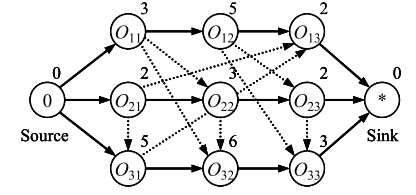 3 5 2
O11 O12 O13
0 2 3 2 0
0 O21 O22 O23 *
Source 5 6 3 Sink
O31 O32 O33